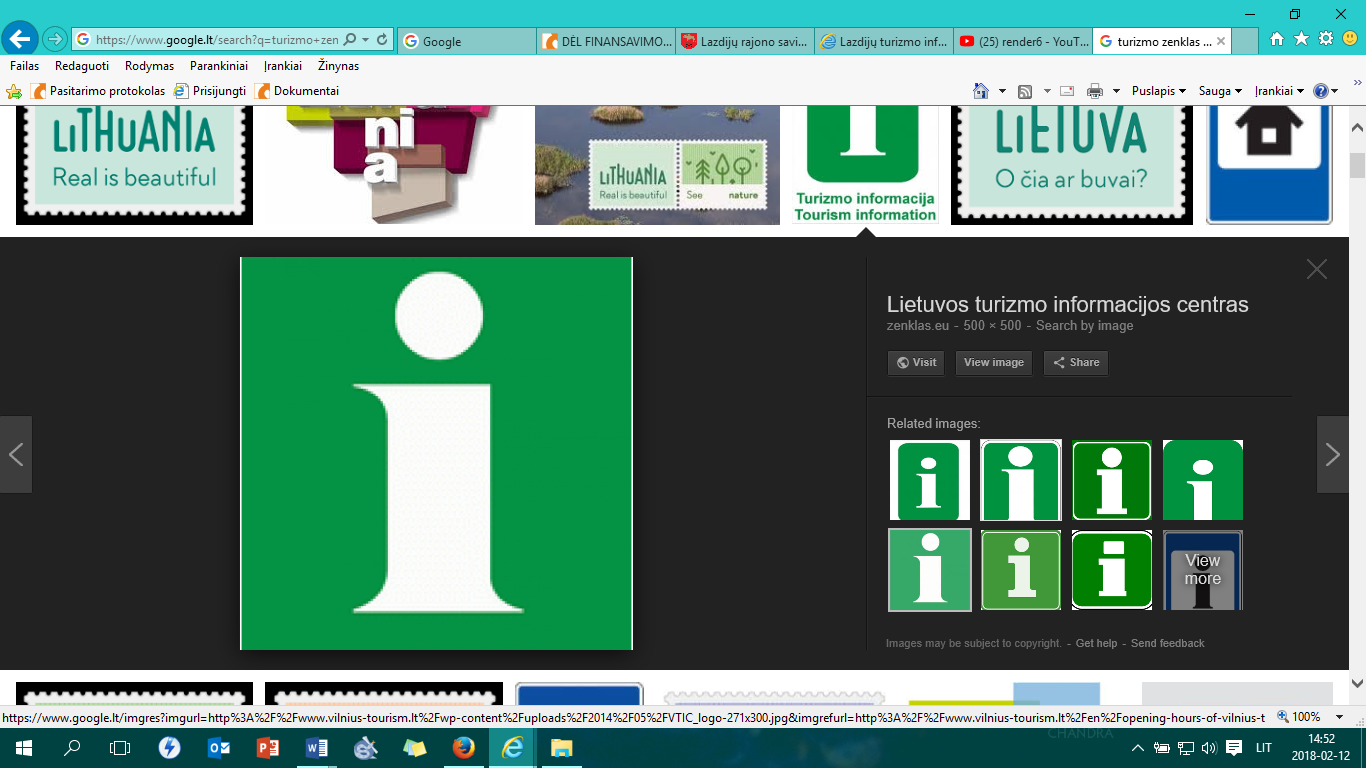 https://www.google.lt/search?q=turizmo+zen
Google
DĖL FINANSAVIMO...
Lazdijų rajono savi...
Lazdijų turizmo inf...
(25) render6 - YouT...
turizmo zenklas ...
Failas Redaguoti Rodymas Parankiniai Įrankiai Žinynas
Pasitarimo protokolas Prisijungti Dokumentai
Puslapis Sauga Įrankiai
LiTHUANIA
Real is beautiful
ni
a
LiTHUANIA
Real is beautiful
See nature
i
Turizmo informacija
Tourism information
LiETUVA
O čia ar buvai?
i
Lietuvos turizmo informacijos centras
zenklas.eu - 500 × 500 - Search by image
Visit View image Share
Related images:
i i i i
i i i i
View
more
Images may be subject to copyright. - Get help - Send feedback
https://www.google.lt/imgres?imgurl=http%3A%2F%2Fwww.vilnius-tourism.lt%2Fwp-content%2Fuploads%2F2014%2F05%2FVTIC_logo-271x300.jpg&imgrefurl=http%3A%2F%2Fwww.vilnius-tourism.lt%2Fen%2Fopening-hours-of-vilnius-t
100%
CHANDRA
LIT
14:52
2018-02-12